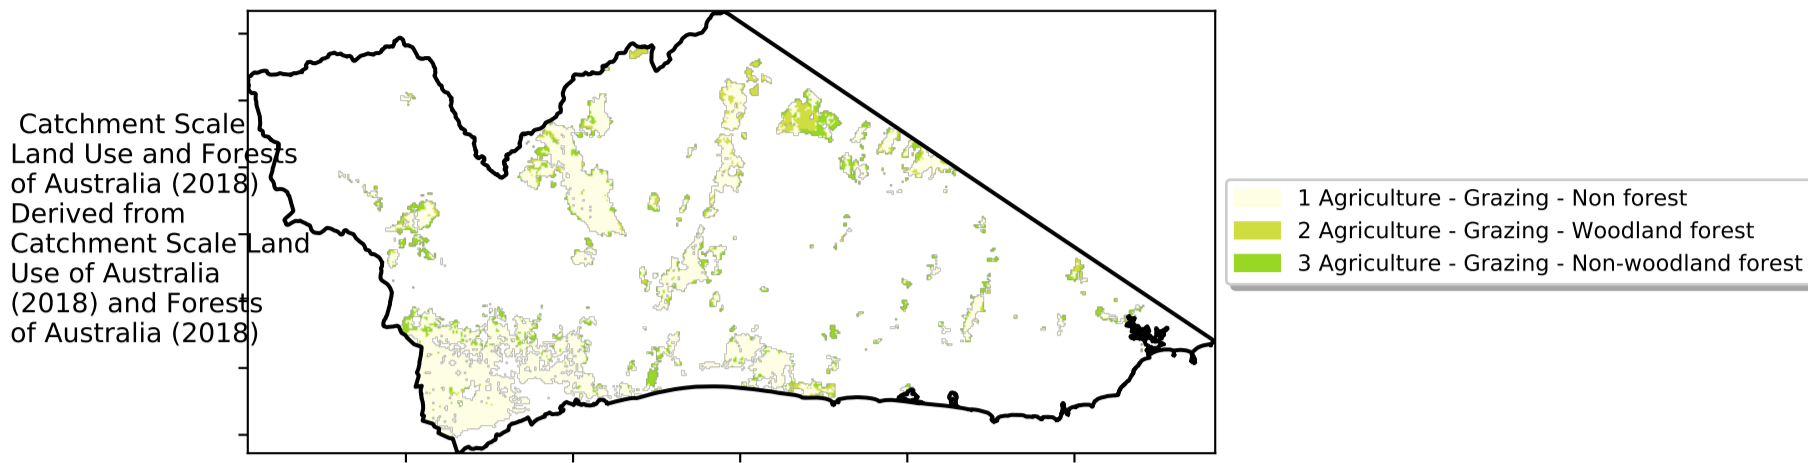 Catchment Scale
Land Use and Forests
of Australia (2018)
Derived from
Catchment Scale Land
Use of Australia
(2018) and Forests
of Australia (2018)
1 Agriculture - Grazing - Non forest
2 Agriculture - Grazing - Woodland forest
3 Agriculture - Grazing - Non-woodland forest